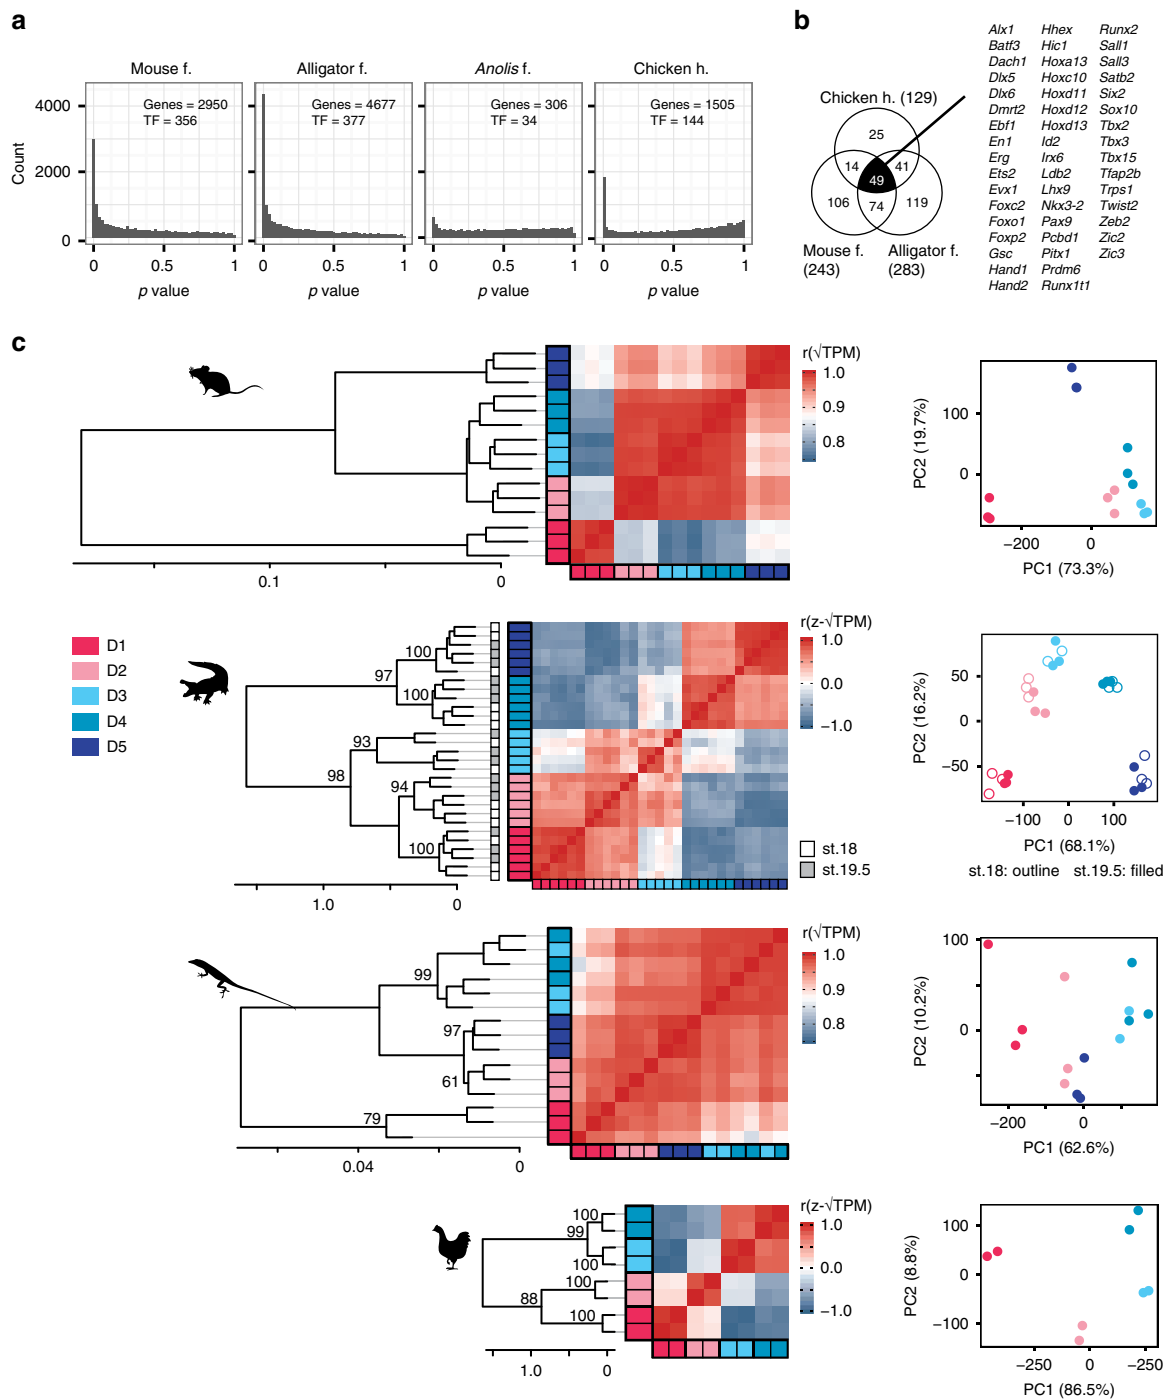 a
Mouse f.
Alligator f.
Anolis f.
Chicken h.
Genes = 2950
TF = 356
Genes = 4677
TF = 377
Genes = 306
TF = 34
Genes = 1505
TF = 144
Count
4000
2000
0
0 1
0 1
0 1
0 1
p value
p value
p value
p value
b
Chicken h. (129)
25
14
41
49
106
74
119
Mouse f.
(243)
Alligator f.
(283)
Alx1 Hhex Runx2
Batf3 Hic1 Sall1
Dach1 Hoxa13 Sall3
Dlx5 Hoxc10 Satb2
Dlx6 Hoxd11 Six2
Dmrt2 Hoxd12 Sox10
Ebf1 Hoxd13 Tbx2
En1 Id2 Tbx3
Erg Irx6 Tbx15
Ets2 Ldb2 Tfap2b
Evx1 Lhx9 Trps1
Foxc2 Nkx3-2 Twist2
Foxo1 Pax9 Zeb2
Foxp2 Pcbd1 Zic2
Gsc Pitx1 Zic3
Hand1 Prdm6
Hand2 Runx1t1
c
0.1 0
r(√TPM)
1.0
0.9
0.8
PC2 (19.7%)
100
0
−200 0
PC1 (73.3%)
D1
D2
D3
D4
D5
100
97
100
93
98
94
100
1.0 0
r(z-√TPM)
1.0
0.0
−1.0
st.18
st.19.5
PC2 (16.2%)
50
0
−50
−100 0 100
PC1 (68.1%)
st.18: outline st.19.5: filled
99
97
61
79
0.04 0
r(√TPM)
1.0
0.9
0.8
PC2 (10.2%)
100
0
−200 0
PC1 (62.6%)
100
99
100
100
88
100
1.0 0
r(z-√TPM)
1.0
0.0
−1.0
PC2 (8.8%)
100
0
−100
−250 0 −250
PC1 (86.5%)